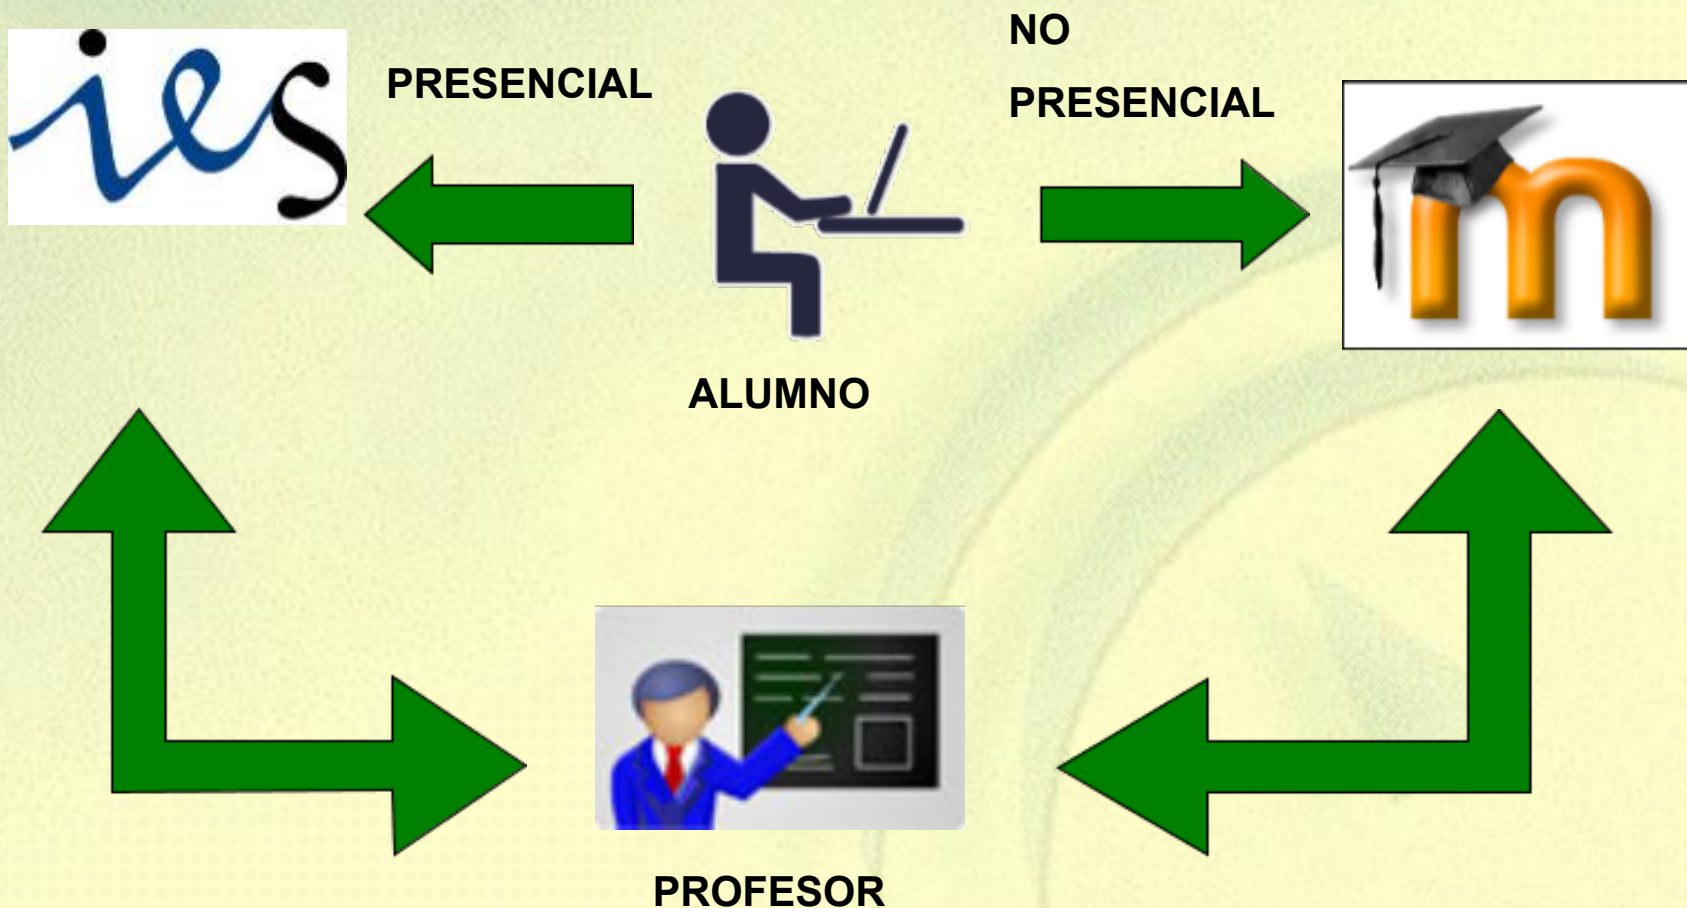 ies
PRESENCIAL
NO
PRESENCIAL
m
ALUMNO
PROFESOR